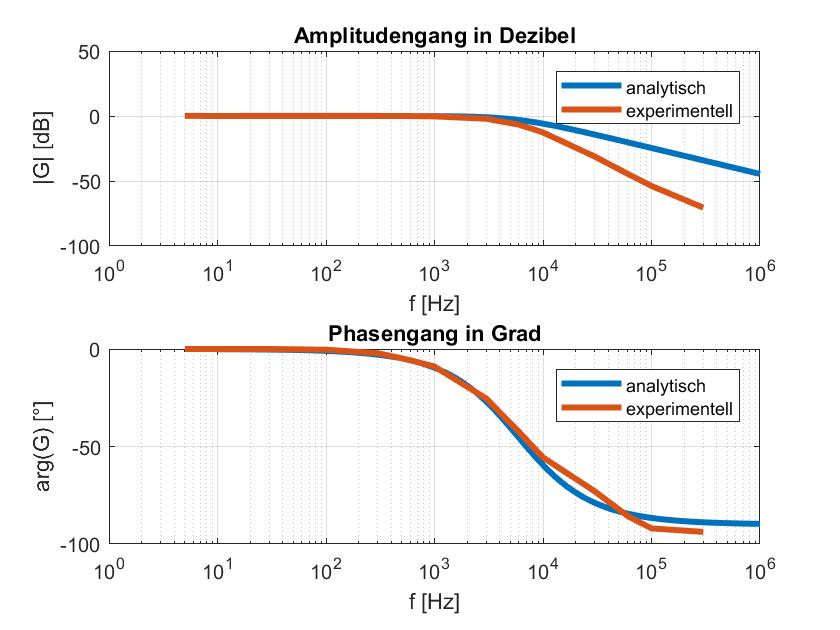 Amplitudengang in Dezibel
|G| [dB]
50
0
-50
-100
analytisch
experimentell
10^0 10^1 10^2 10^3 10^4 10^5 10^6
f [Hz]
Phasengang in Grad
arg(G) [°]
0
-50
-100
analytisch
experimentell
10^0 10^1 10^2 10^3 10^4 10^5 10^6
f [Hz]